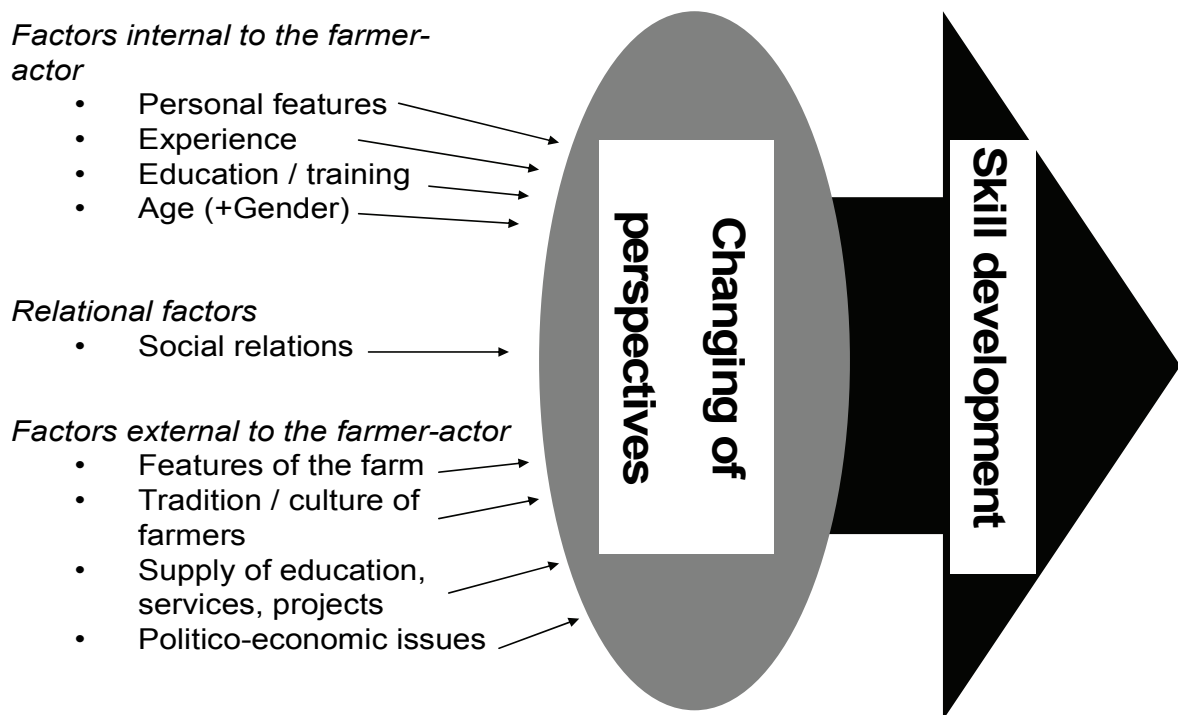 Factors internal to the farmer-
actor
• Personal features
• Experience
• Education / training
• Age (+Gender)
Relational factors
• Social relations
Factors external to the farmer-actor
• Features of the farm
• Tradition / culture of
farmers
• Supply of education,
services, projects
• Politico-economic issues
Changing of
perspectives
Skill development